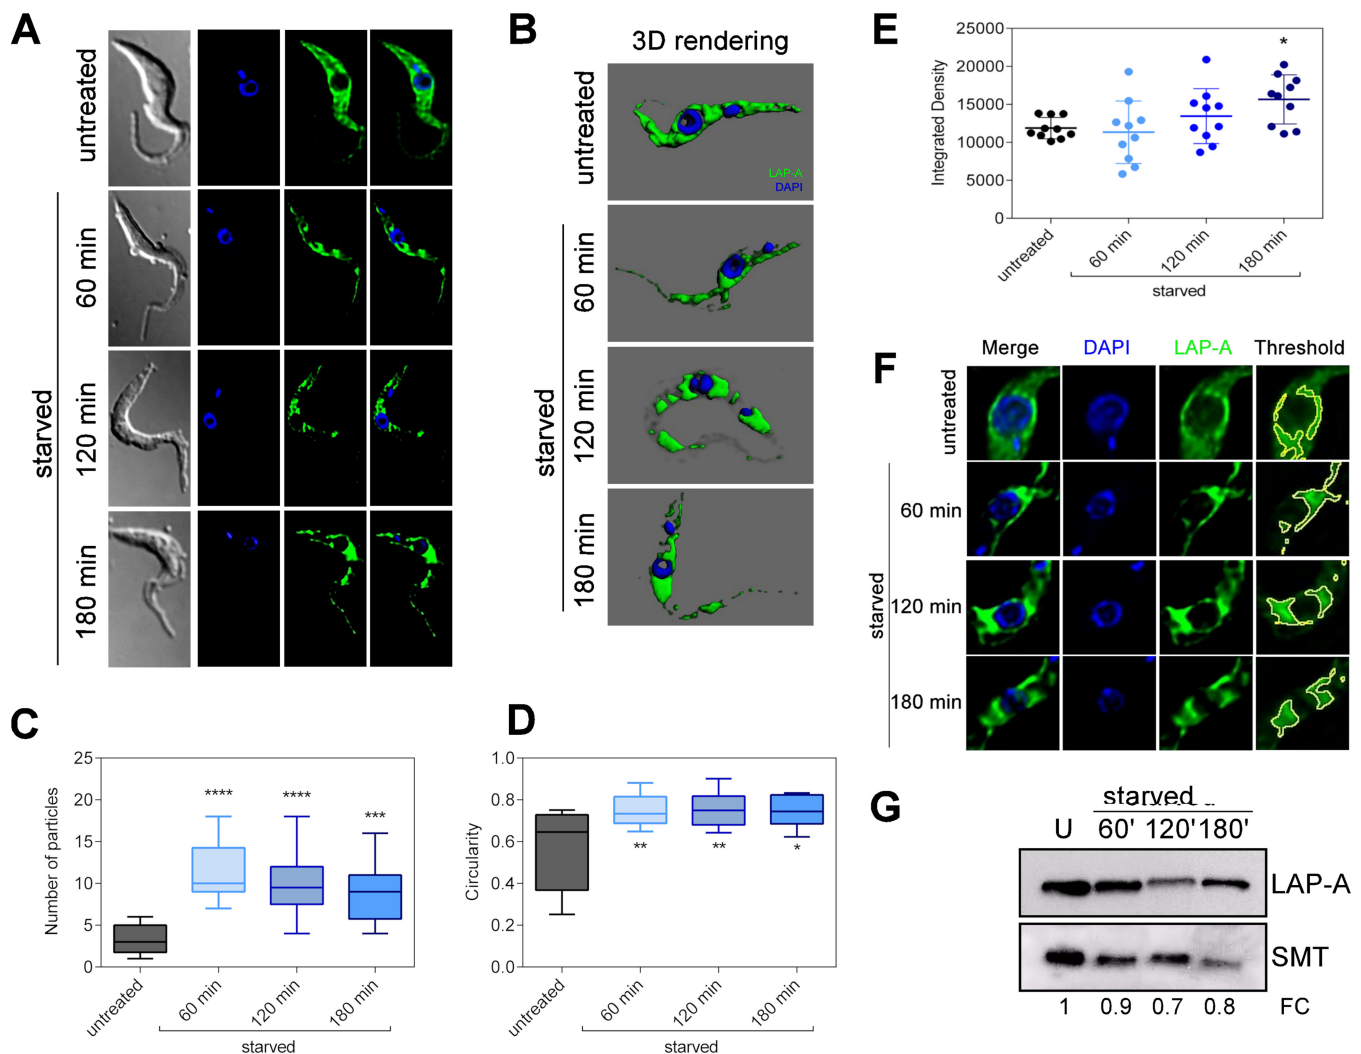 A
untreated
starved
60 min
120 min
180 min
B
3D rendering
untreated
LAP-A
DAPI
starved
60 min
120 min
180 min
C
Number of particles
25
20
15
10
5
0
****
****
***
untreated
60 min
120 min
180 min
starved
D
Circularity
1.0
0.8
0.6
0.4
0.2
0.0
**
**
*
untreated
60 min
120 min
180 min
starved
E
Integrated Density
25000
20000
15000
10000
5000
0
*
untreated
60 min
120 min
180 min
starved
F
Merge DAPI LAP-A Threshold
untreated
starved
60 min
120 min
180 min
G
starved
U 60' 120' 180'
LAP-A
SMT
1 0.9 0.7 0.8 FC